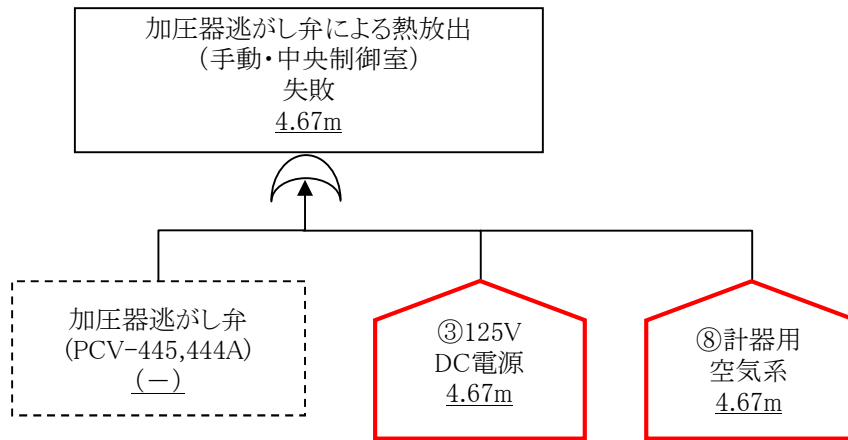 加圧器逃がし弁による熱放出
（手動・中央制御室）
失敗
4.67m
加圧器逃がし弁
(PCV-445,444A)
(－)
③125V
DC電源
4.67m
⑧計器用
空気系
4.67m